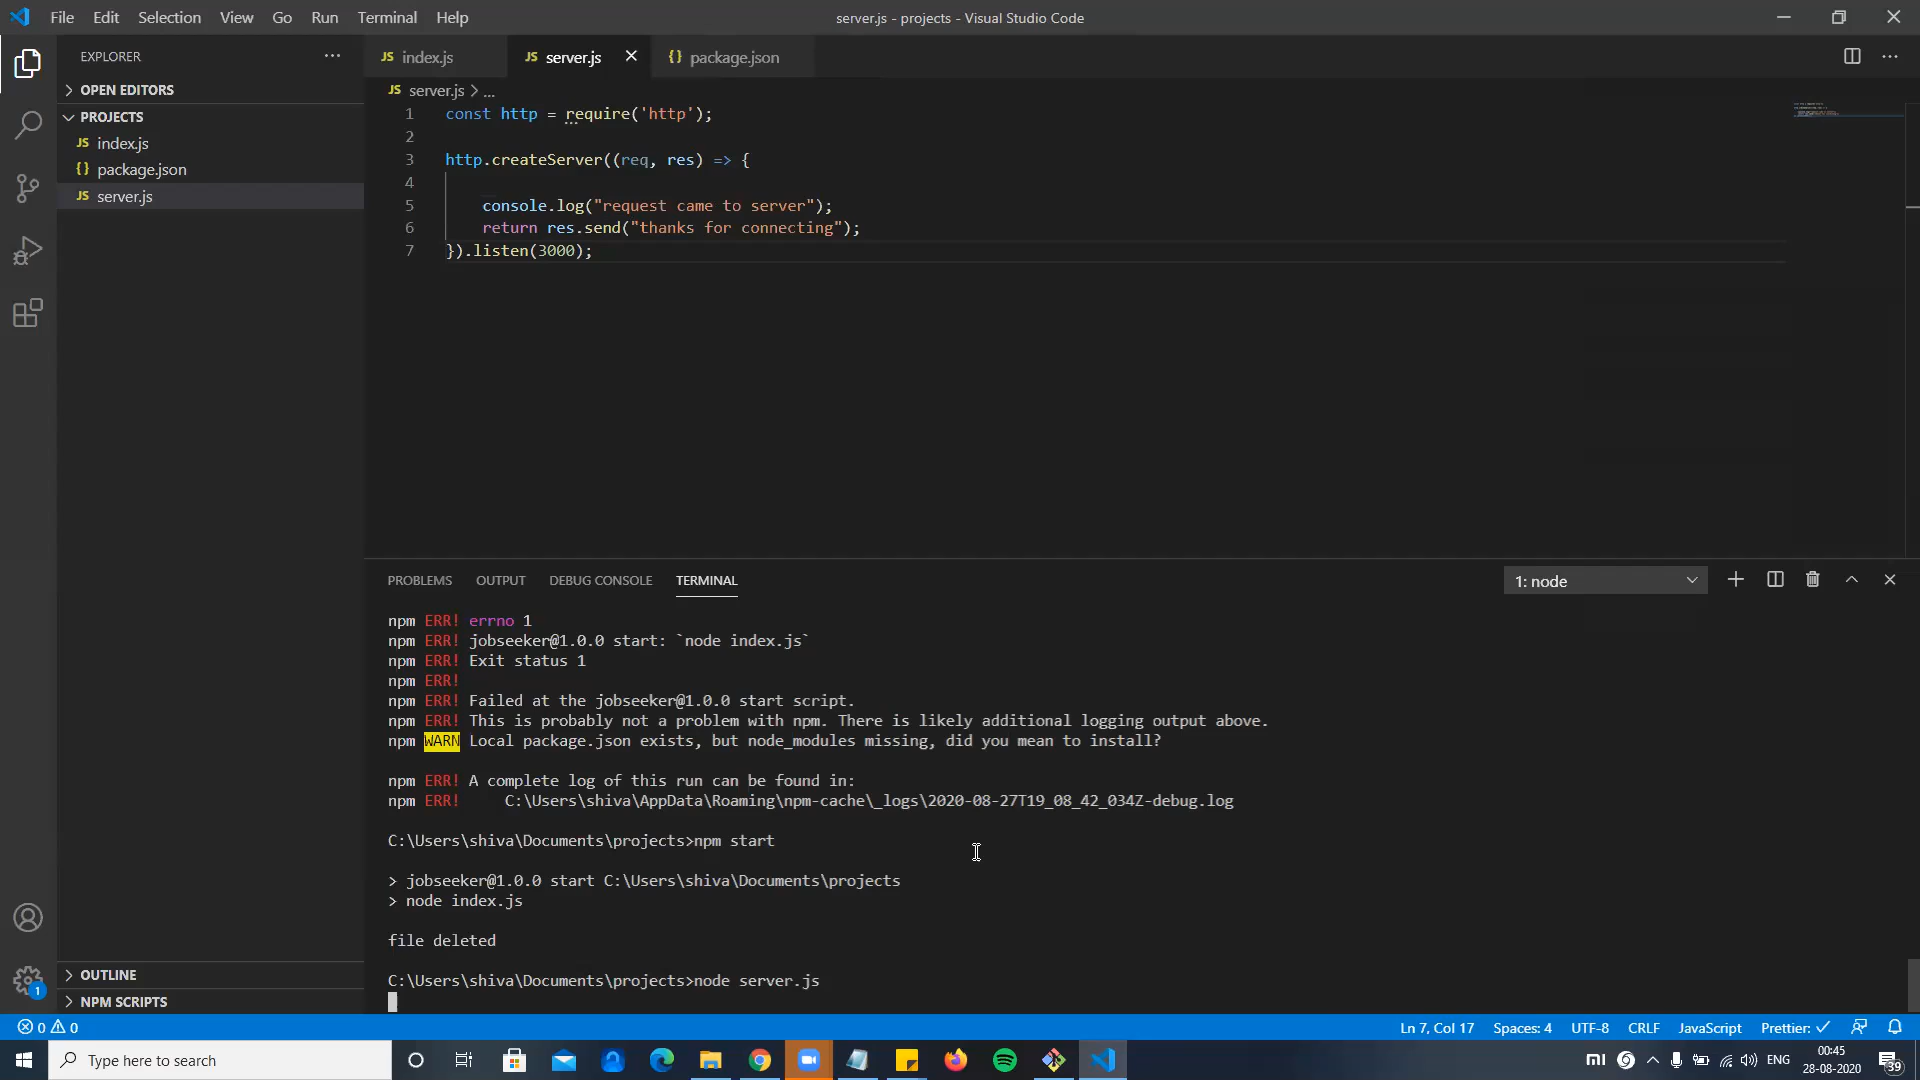 File Edit Selection View Go Run Terminal Help
server.js - projects - Visual Studio Code
EXPLORER
OPEN EDITORS
PROJECTS
JS index.js
{} package.json
JS server.js
OUTLINE
NPM SCRIPTS
JS index.js
JS server.js
{} package.json
JS server.js > ...
1 const http = require('http');
2
3 http.createServer((req, res) => {
4
5 console.log("request came to server");
6 return res.send("thanks for connecting");
7 }).listen(3000);
PROBLEMS OUTPUT DEBUG CONSOLE TERMINAL
1: node
npm ERR! errno 1
npm ERR! jobseeker@1.0.0 start: `node index.js`
npm ERR! Exit status 1
npm ERR!
npm ERR! Failed at the jobseeker@1.0.0 start script.
npm ERR! This is probably not a problem with npm. There is likely additional logging output above.
npm WARN Local package.json exists, but node_modules missing, did you mean to install?
npm ERR! A complete log of this run can be found in:
npm ERR! C:\Users\shiva\AppData\Roaming\npm-cache\_logs\2020-08-27T19_08_42_034Z-debug.log
C:\Users\shiva\Documents\projects>npm start
> jobseeker@1.0.0 start C:\Users\shiva\Documents\projects
> node index.js
file deleted
C:\Users\shiva\Documents\projects>node server.js
1
0 0
Ln 7, Col 17 Spaces: 4 UTF-8 CRLF JavaScript Prettier: ✓
Type here to search
mi
ENG
00:45
28-08-2020
39